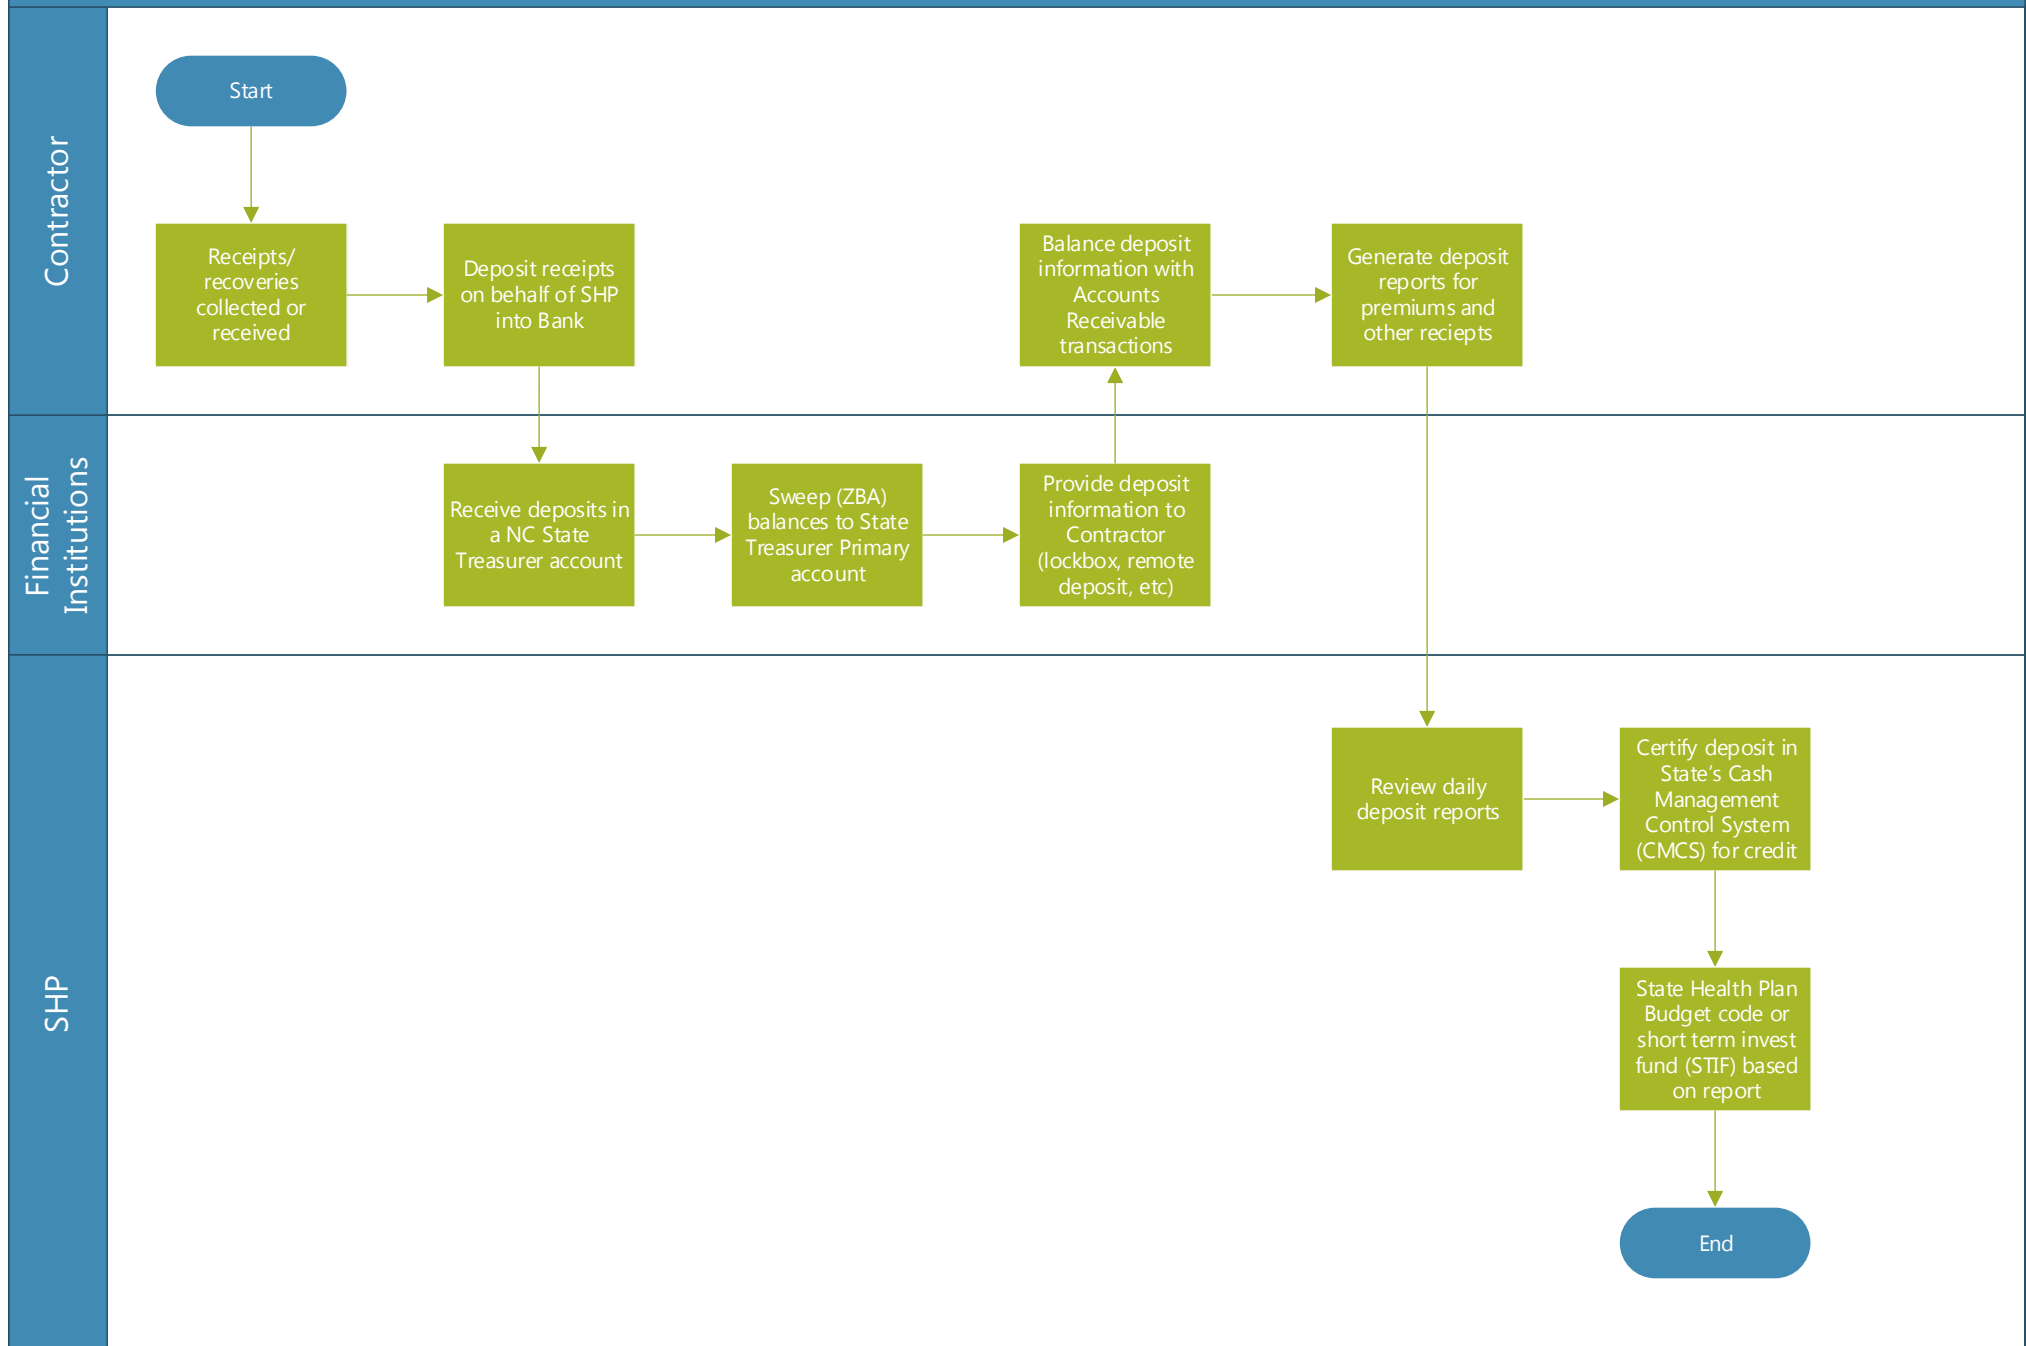 Contractor
Start
Receipts/
recoveries
collected or
received
Deposit receipts
on behalf of SHP
into Bank
Balance deposit
information with
Accounts
Receivable
transactions
Generate deposit
reports for
premiums and
other reciepts
Financial
Institutions
Receive deposits in
a NC State
Treasurer account
Sweep (ZBA)
balances to State
Treasurer Primary
account
Provide deposit
information to
Contractor
(lockbox, remote
deposit, etc)
SHP
Review daily
deposit reports
Certify deposit in
State’s Cash
Management
Control System
(CMCS) for credit
State Health Plan
Budget code or
short term invest
fund (STIF) based
on report
End